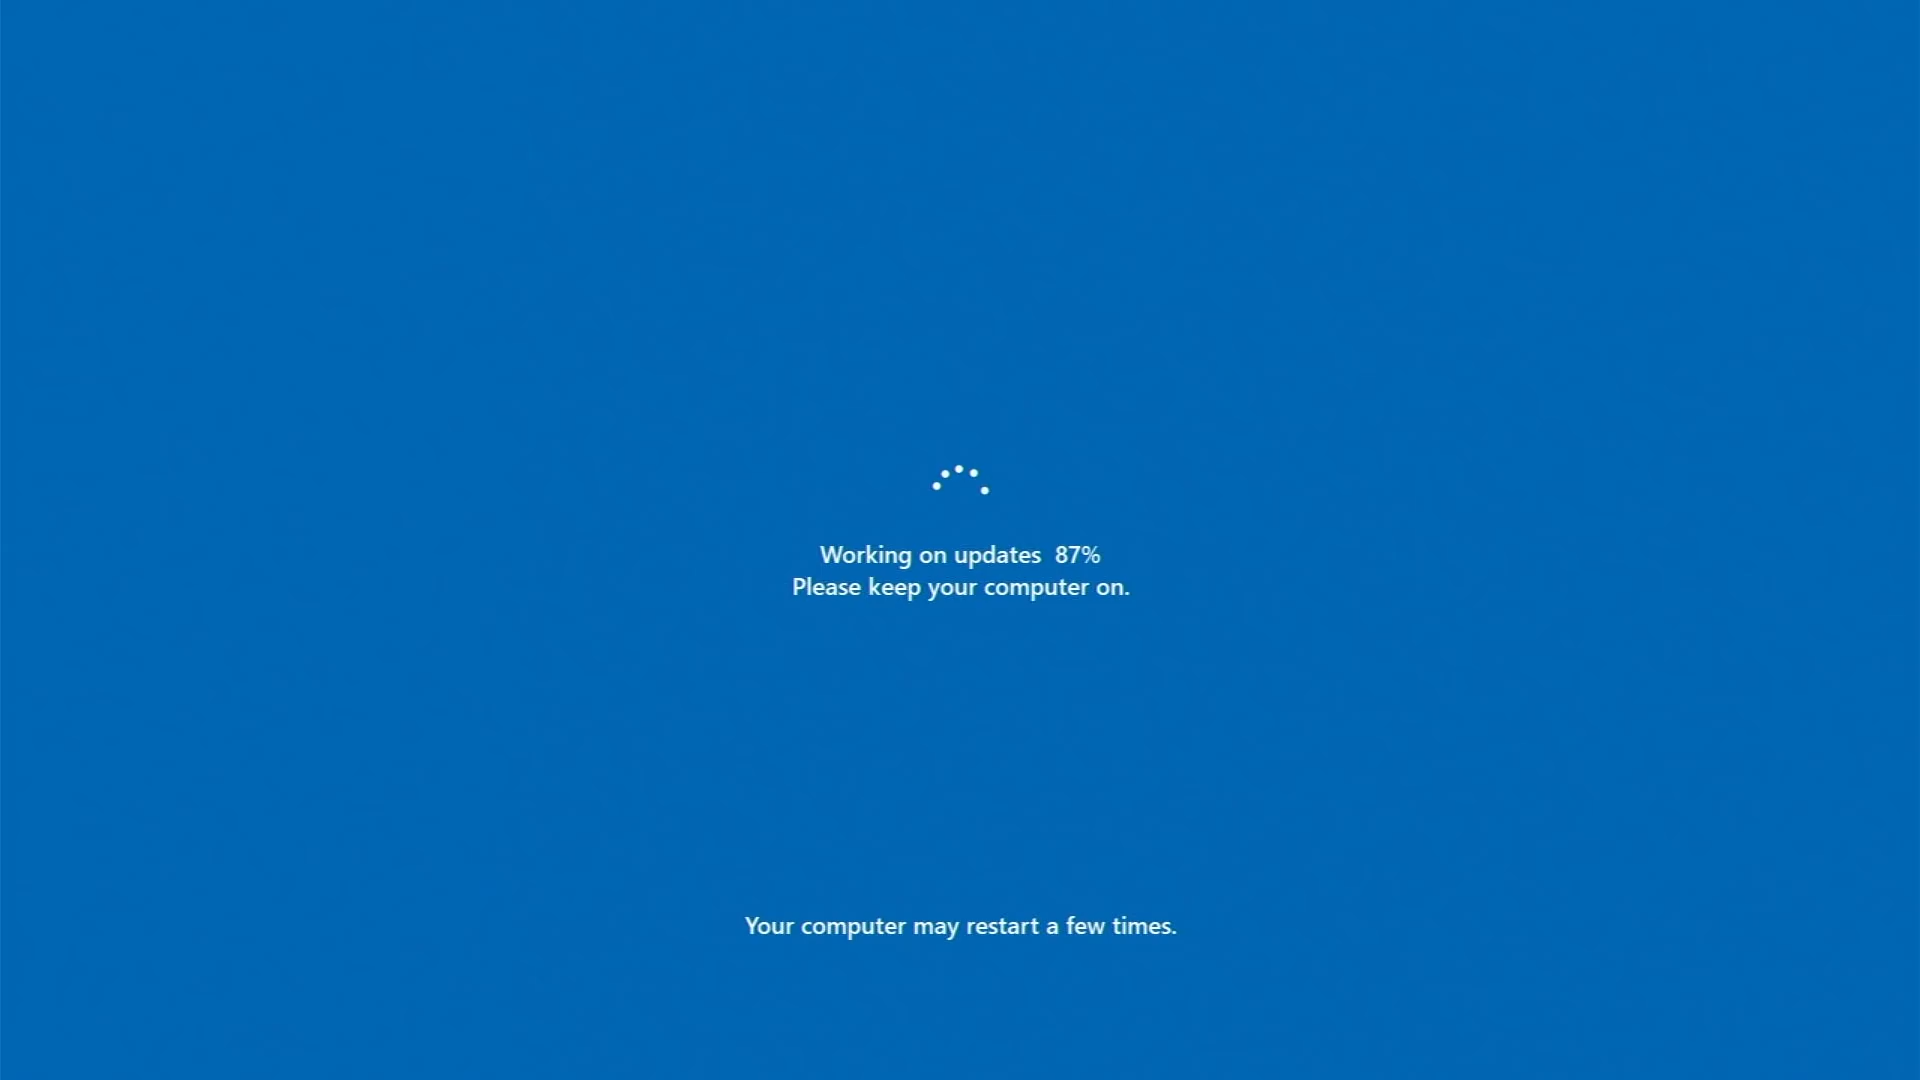 Working on updates  87%
Please keep your computer on.
Your computer may restart a few times.